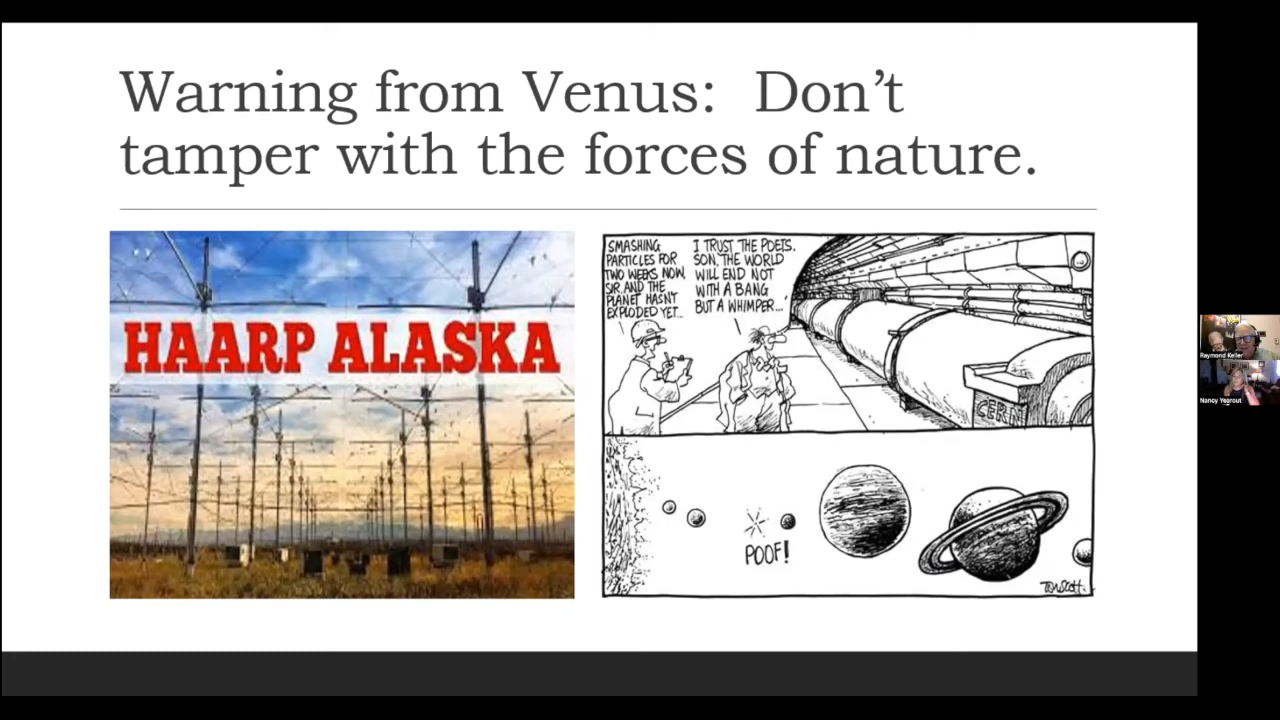 Warning from Venus:  Don’t
tamper with the forces of nature.
HAARP ALASKA
SMASHING
PARTICLES FOR
TWO WEEKS NOW,
SIR, AND THE
PLANET HASN'T
EXPLODED YET...
I TRUST THE POETS,
SON. THE WORLD
WILL END NOT
WITH A BANG
BUT A WHIMPER...
CERN
POOF!
Tom Scott
Raymond Keller
Nancy Yearout